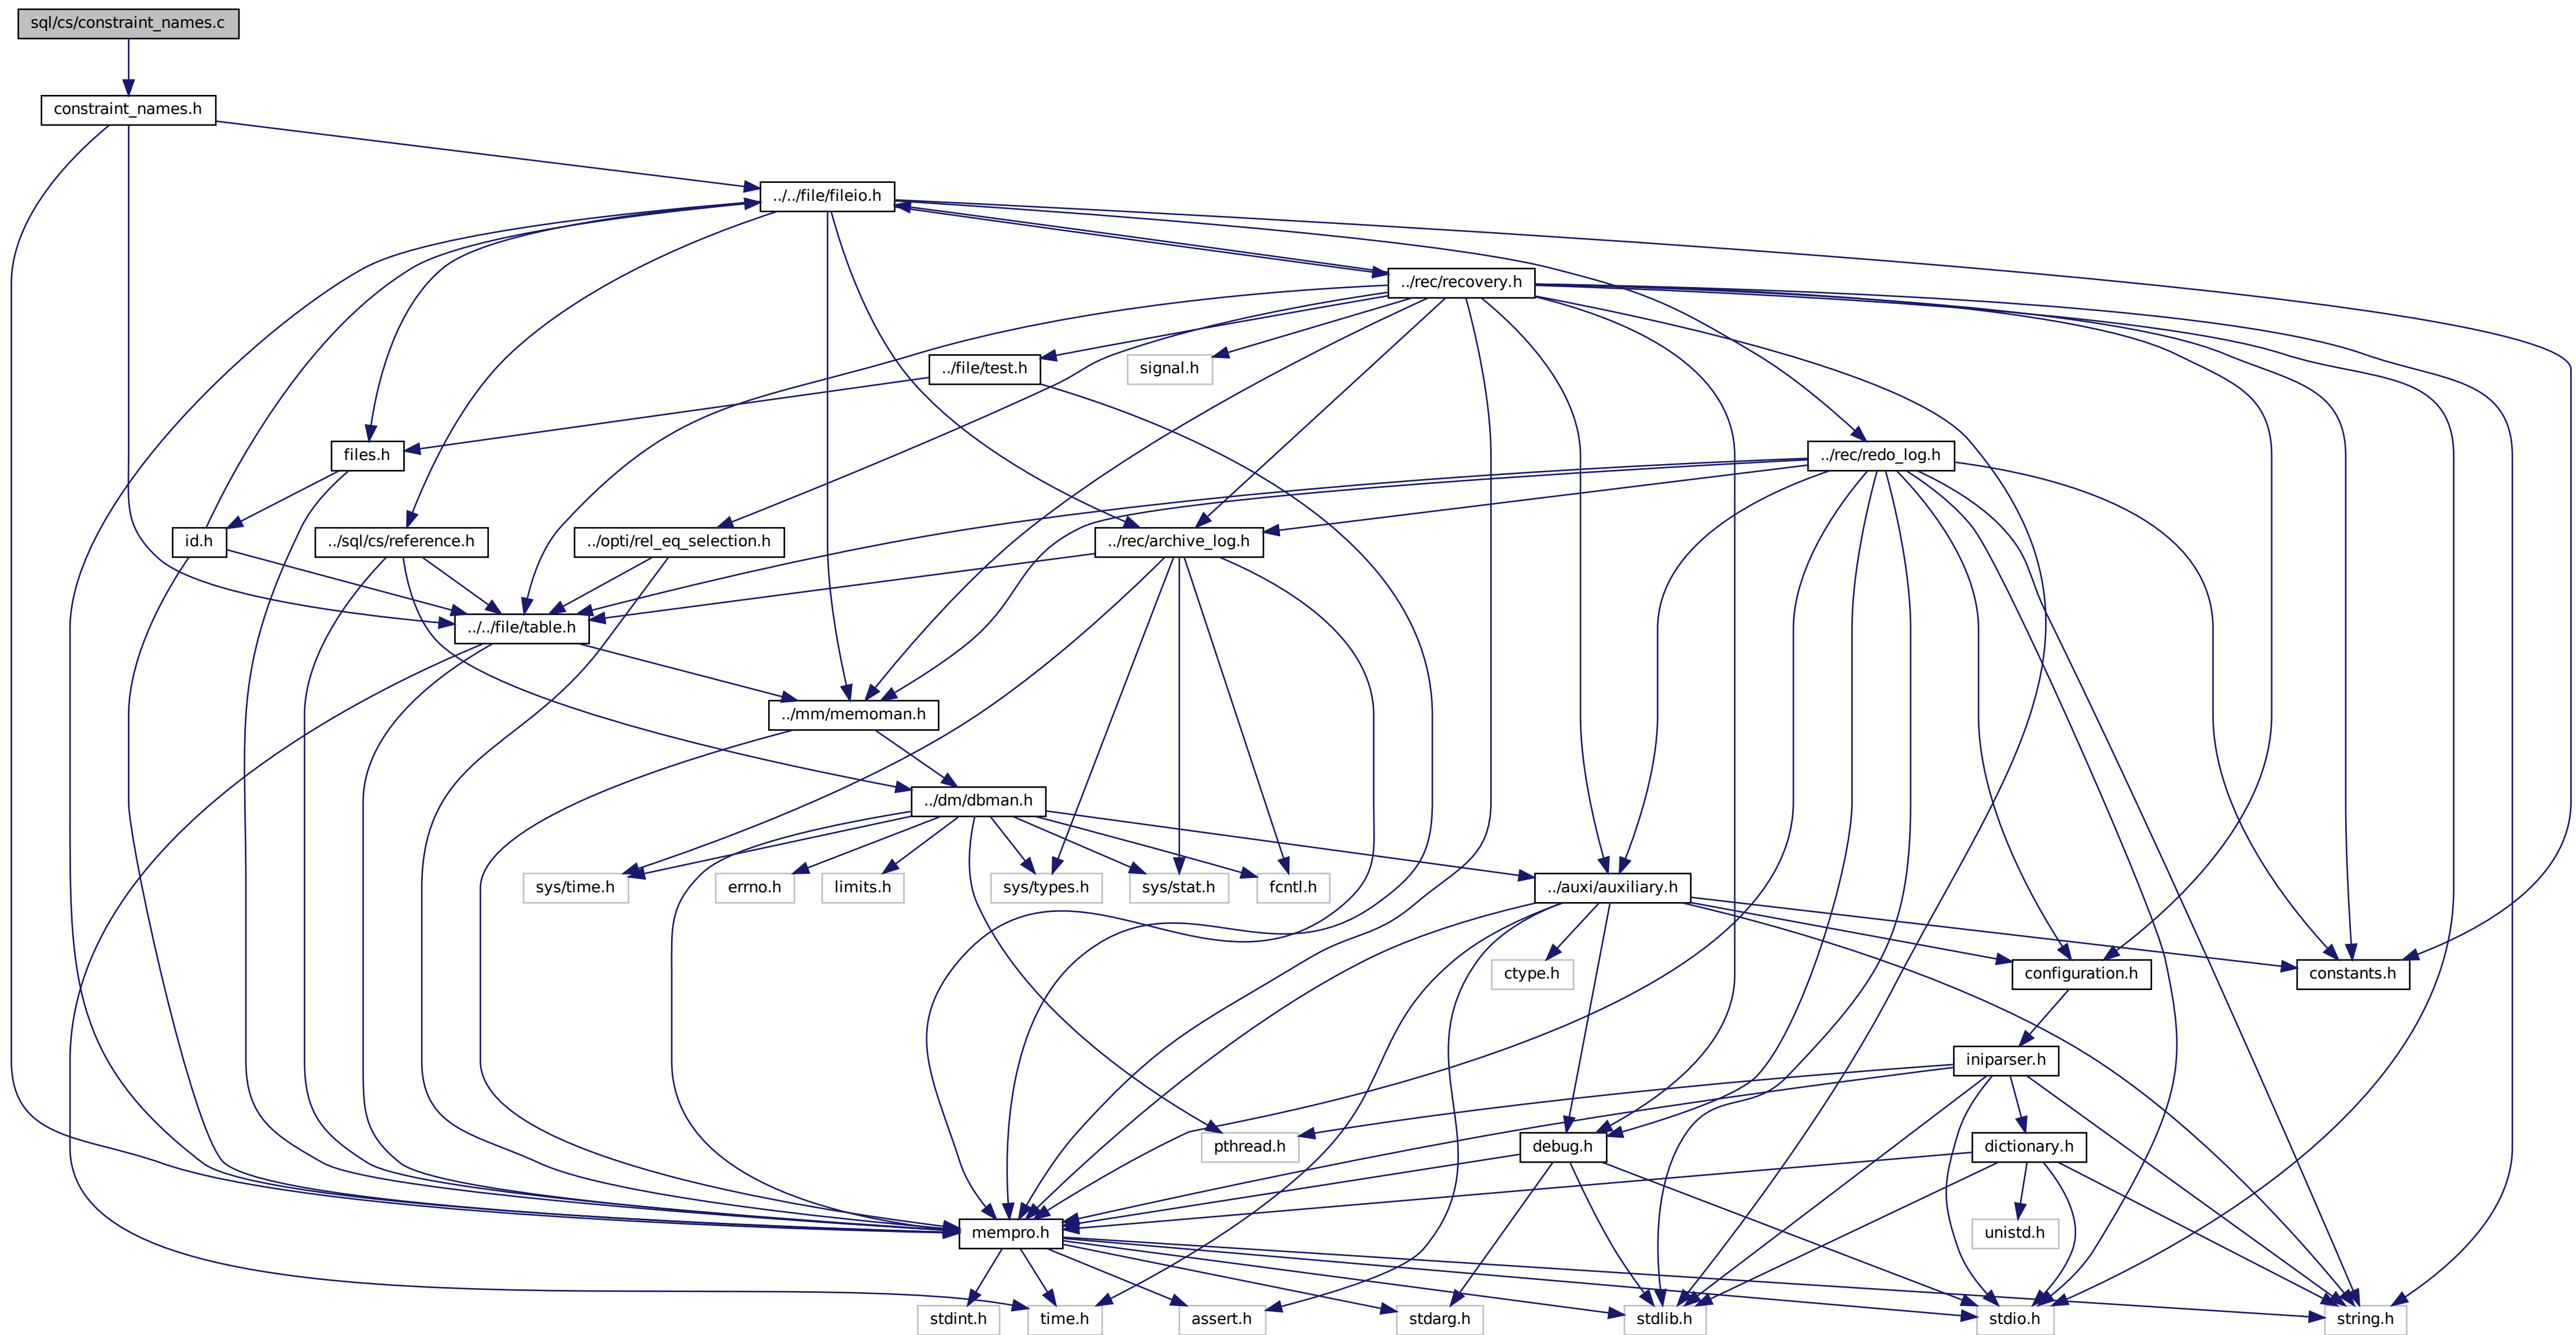 sql/cs/constraint_names.c
constraint_names.h
../../file/fileio.h
../rec/recovery.h
../file/test.h
signal.h
files.h
../rec/redo_log.h
id.h
../sql/cs/reference.h
../opti/rel_eq_selection.h
../rec/archive_log.h
../../file/table.h
../mm/memoman.h
../dm/dbman.h
sys/time.h
errno.h
limits.h
sys/types.h
sys/stat.h
fcntl.h
../auxi/auxiliary.h
ctype.h
configuration.h
constants.h
iniparser.h
pthread.h
debug.h
dictionary.h
mempro.h
unistd.h
stdint.h
time.h
assert.h
stdarg.h
stdlib.h
stdio.h
string.h